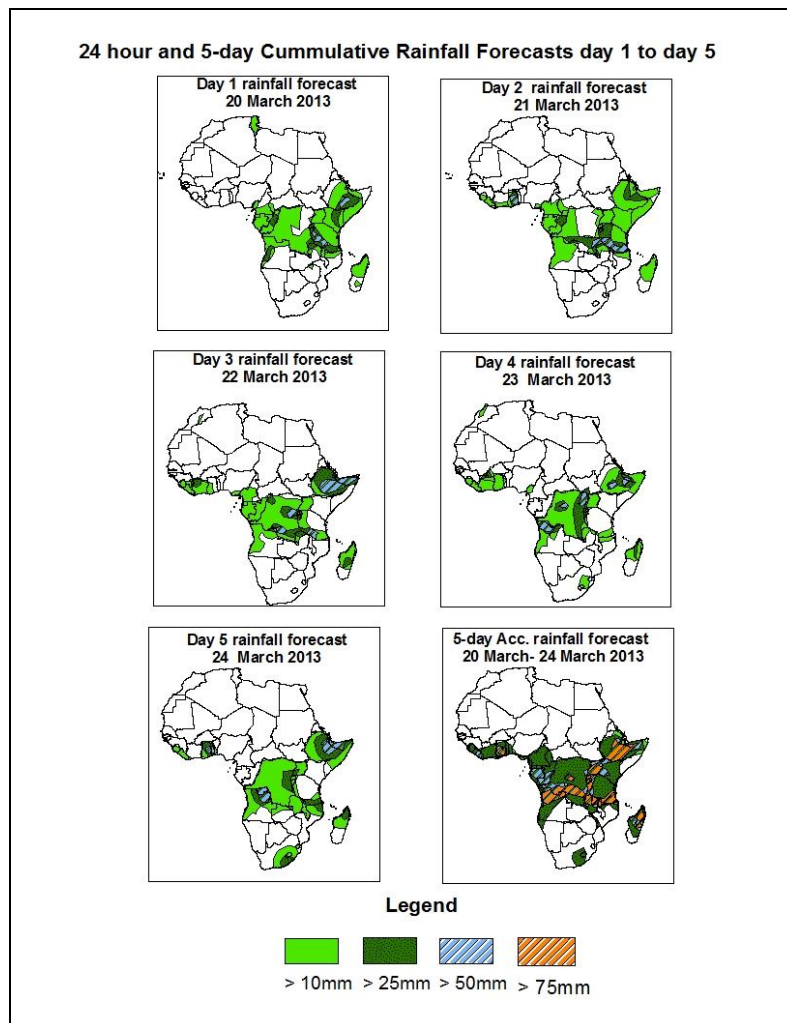 24 hour and 5-day Cummulative Rainfall Forecasts day 1 to day 5
Day 1 rainfall forecast
20 March 2013
Day 2 rainfall forecast
21 March 2013
Day 3 rainfall forecast
22 March 2013
Day 4 rainfall forecast
23 March 2013
Day 5 rainfall forecast
24 March 2013
5-day Acc. rainfall forecast
20 March- 24 March 2013
Legend
> 10mm > 25mm > 50mm > 75mm